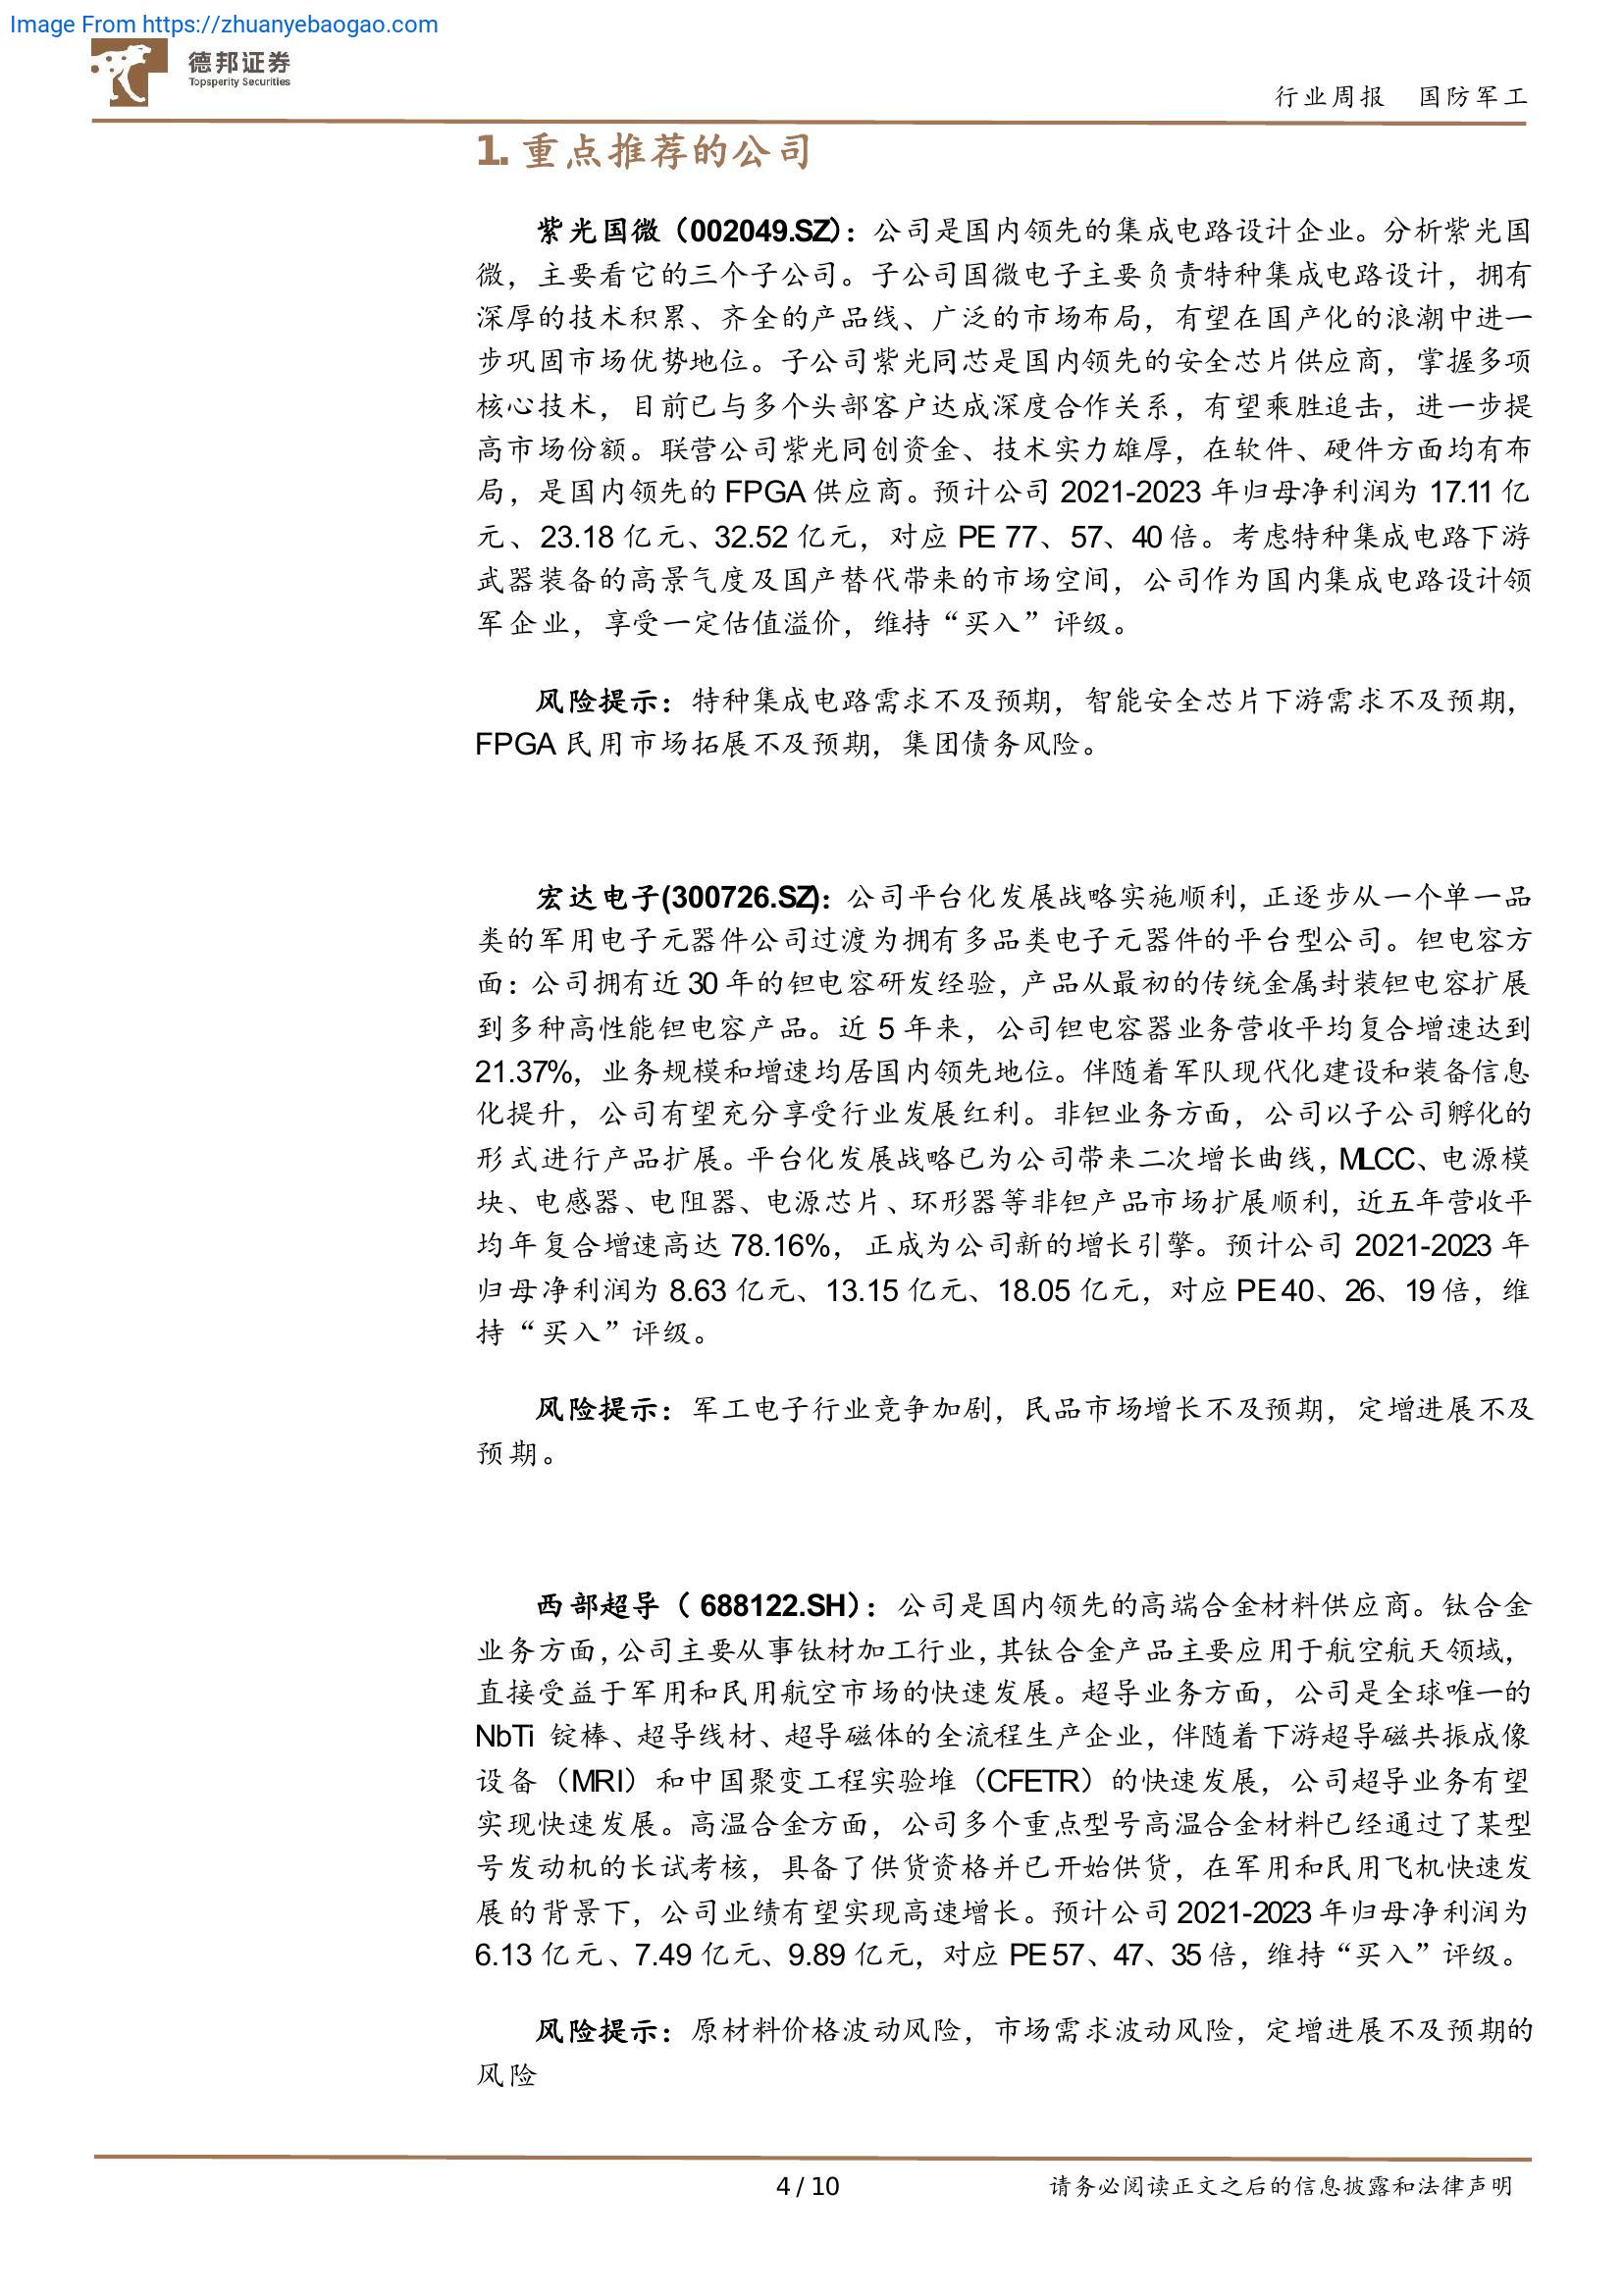 Image From https://zhuanyebaogao.com
德邦证券
Topsperity Securities
行业周报 国防军工
1. 重点推荐的公司
紫光国微（002049.SZ）：公司是国内领先的集成电路设计企业。分析紫光国
微，主要看它的三个子公司。子公司国微电子主要负责特种集成电路设计，拥有
深厚的技术积累、齐全的产品线、广泛的市场布局，有望在国产化的浪潮中进一
步巩固市场优势地位。子公司紫光同芯是国内领先的安全芯片供应商，掌握多项
核心技术，目前已与多个头部客户达成深度合作关系，有望乘胜追击，进一步提
高市场份额。联营公司紫光同创资金、技术实力雄厚，在软件、硬件方面均有布
局，是国内领先的 FPGA 供应商。预计公司 2021-2023 年归母净利润为 17.11 亿
元、23.18 亿元、32.52 亿元，对应 PE 77、57、40 倍。考虑特种集成电路下游
武器装备的高景气度及国产替代带来的市场空间，公司作为国内集成电路设计领
军企业，享受一定估值溢价，维持“买入”评级。
风险提示：特种集成电路需求不及预期，智能安全芯片下游需求不及预期，
FPGA 民用市场拓展不及预期，集团债务风险。
宏达电子(300726.SZ)：公司平台化发展战略实施顺利，正逐步从一个单一品
类的军用电子元器件公司过渡为拥有多品类电子元器件的平台型公司。钽电容方
面：公司拥有近 30 年的钽电容研发经验，产品从最初的传统金属封装钽电容扩展
到多种高性能钽电容产品。近 5 年来，公司钽电容器业务营收平均复合增速达到
21.37%，业务规模和增速均居国内领先地位。伴随着军队现代化建设和装备信息
化提升，公司有望充分享受行业发展红利。非钽业务方面，公司以子公司孵化的
形式进行产品扩展。平台化发展战略已为公司带来二次增长曲线，MLCC、电源模
块、电感器、电阻器、电源芯片、环形器等非钽产品市场扩展顺利，近五年营收平
均年复合增速高达 78.16%，正成为公司新的增长引擎。预计公司 2021-2023 年
归母净利润为 8.63 亿元、13.15 亿元、18.05 亿元，对应 PE 40、26、19 倍，维
持“买入”评级。
风险提示：军工电子行业竞争加剧，民品市场增长不及预期，定增进展不及
预期。
西部超导（ 688122.SH）：公司是国内领先的高端合金材料供应商。钛合金
业务方面，公司主要从事钛材加工行业，其钛合金产品主要应用于航空航天领域，
直接受益于军用和民用航空市场的快速发展。超导业务方面，公司是全球唯一的
NbTi 锭棒、超导线材、超导磁体的全流程生产企业，伴随着下游超导磁共振成像
设备（MRI）和中国聚变工程实验堆（CFETR）的快速发展，公司超导业务有望
实现快速发展。高温合金方面，公司多个重点型号高温合金材料已经通过了某型
号发动机的长试考核，具备了供货资格并已开始供货，在军用和民用飞机快速发
展的背景下，公司业绩有望实现高速增长。预计公司 2021-2023 年归母净利润为
6.13 亿元、7.49 亿元、9.89 亿元，对应 PE 57、47、35 倍，维持“买入”评级。
风险提示：原材料价格波动风险，市场需求波动风险，定增进展不及预期的
风险
4 / 10
请务必阅读正文之后的信息披露和法律声明